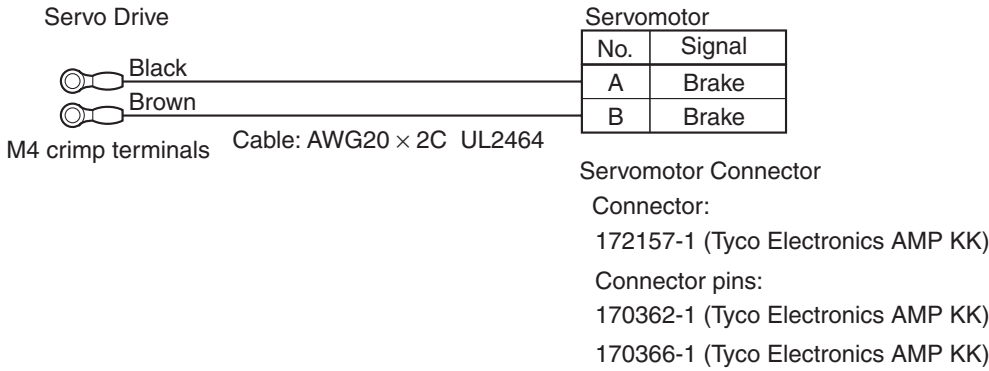 Servo Drive
Servomotor
No. Signal
Black
A Brake
Brown
B Brake
M4 crimp terminals
Cable: AWG20 × 2C UL2464
Servomotor Connector
Connector:
172157-1 (Tyco Electronics AMP KK)
Connector pins:
170362-1 (Tyco Electronics AMP KK)
170366-1 (Tyco Electronics AMP KK)